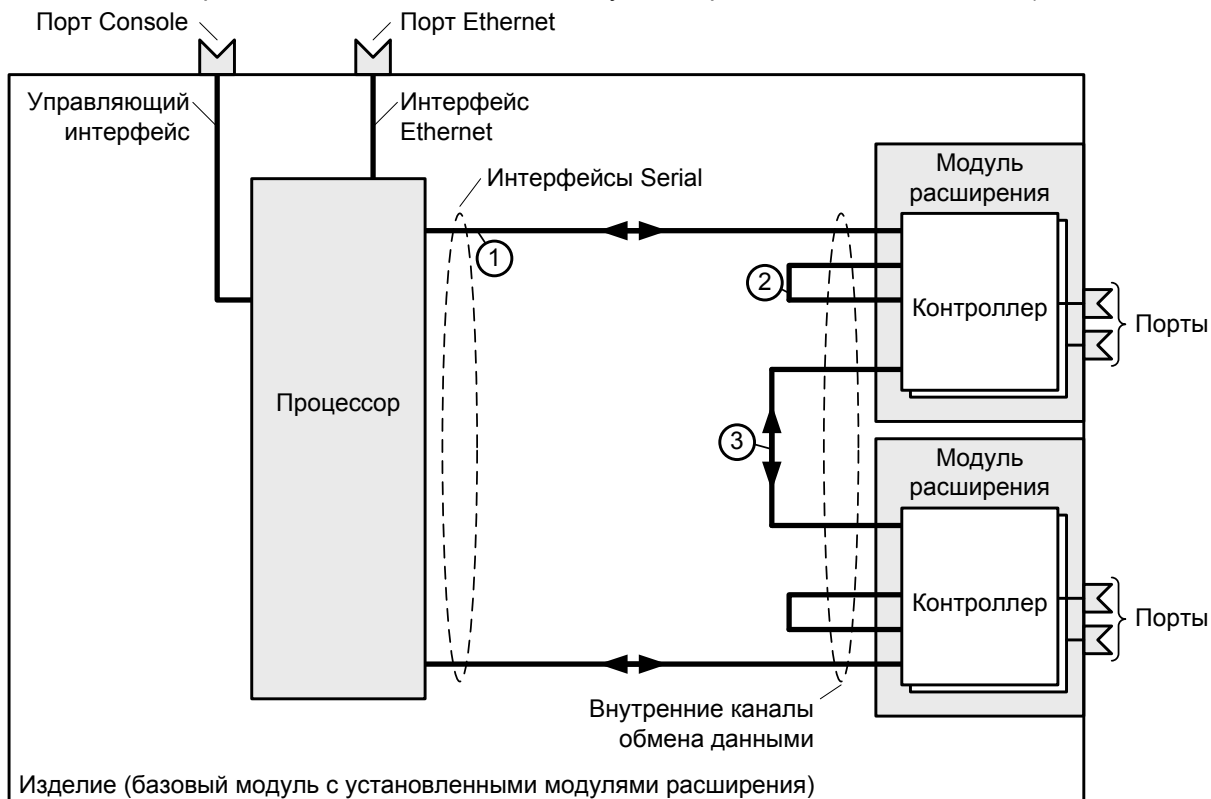 Порт Console
Порт Ethernet
Управляющий
интерфейс
Интерфейс
Ethernet
Интерфейсы Serial
Модуль
расширения
1
2
Контроллер
Порты
Процессор
3
Модуль
расширения
Контроллер
Порты
Внутренние каналы
обмена данными
Изделие (базовый модуль с установленными модулями расширения)